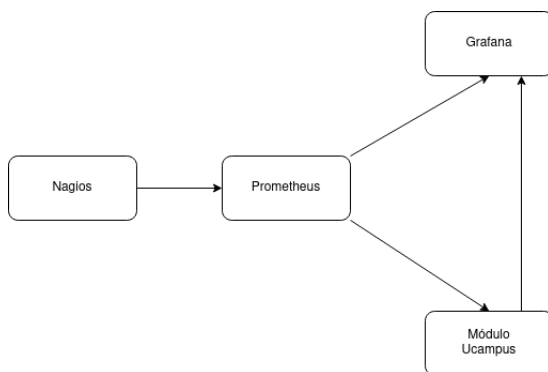 Grafana
Nagios
Prometheus
Módulo
Ucampus